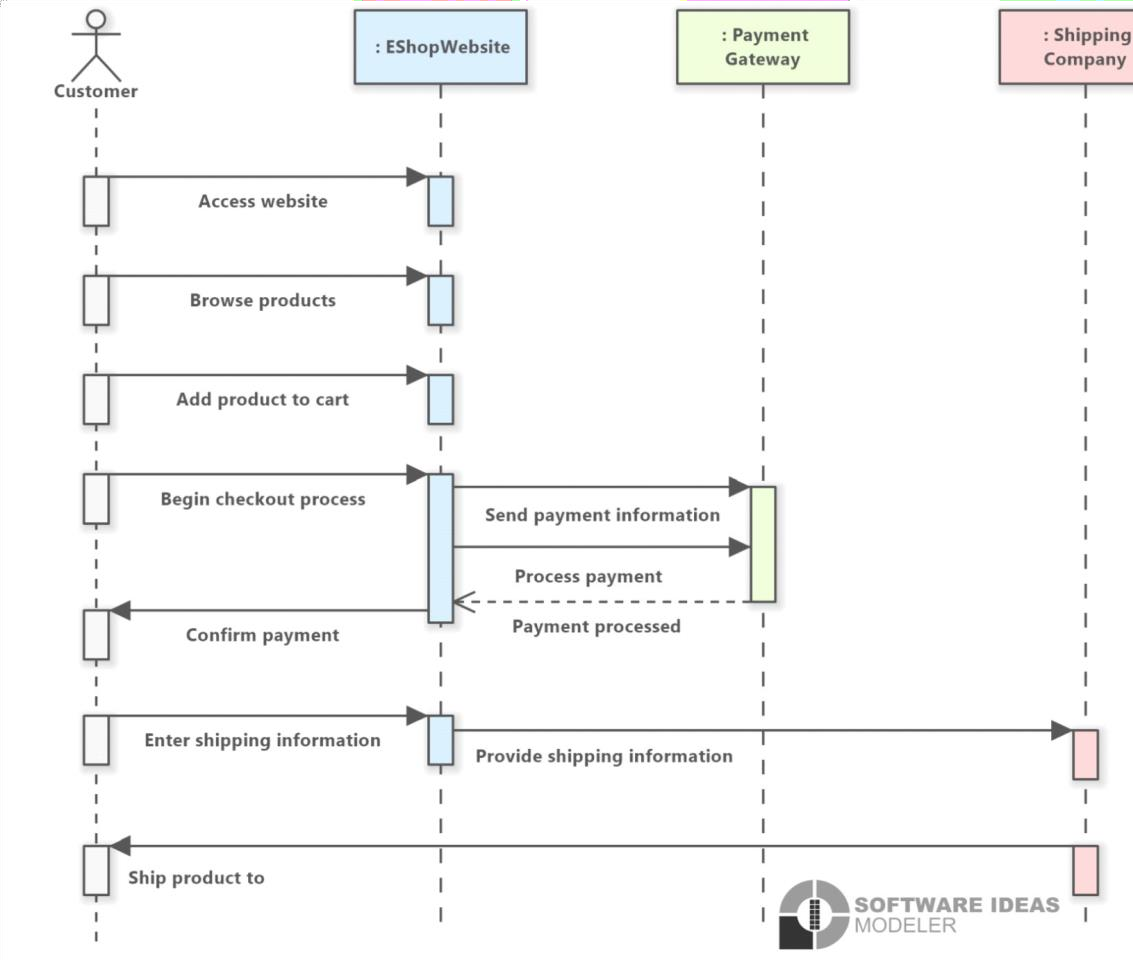 Customer
: EShopWebsite
: Payment
Gateway
: Shipping
Company
Access website
Browse products
Add product to cart
Begin checkout process
Send payment information
Process payment
Payment processed
Confirm payment
Enter shipping information
Provide shipping information
Ship product to
SOFTWARE IDEAS
MODELER